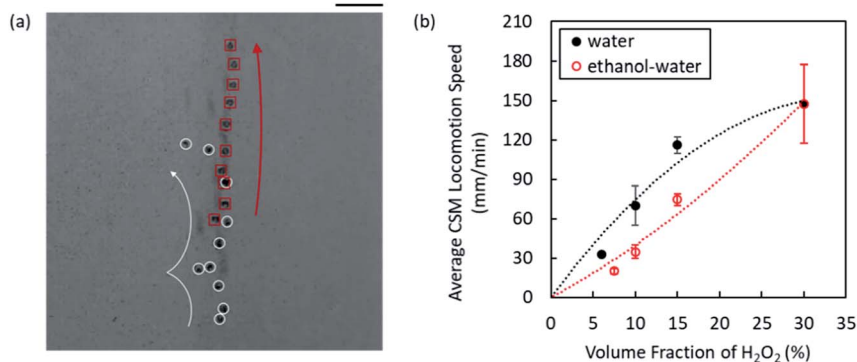 (a)
(b)
210
180
150
120
90
60
30
0
Average CSM Locomotion Speed
(mm/min)
water
ethanol-water
0 5 10 15 20 25 30 35
Volume Fraction of H₂O₂ (%)